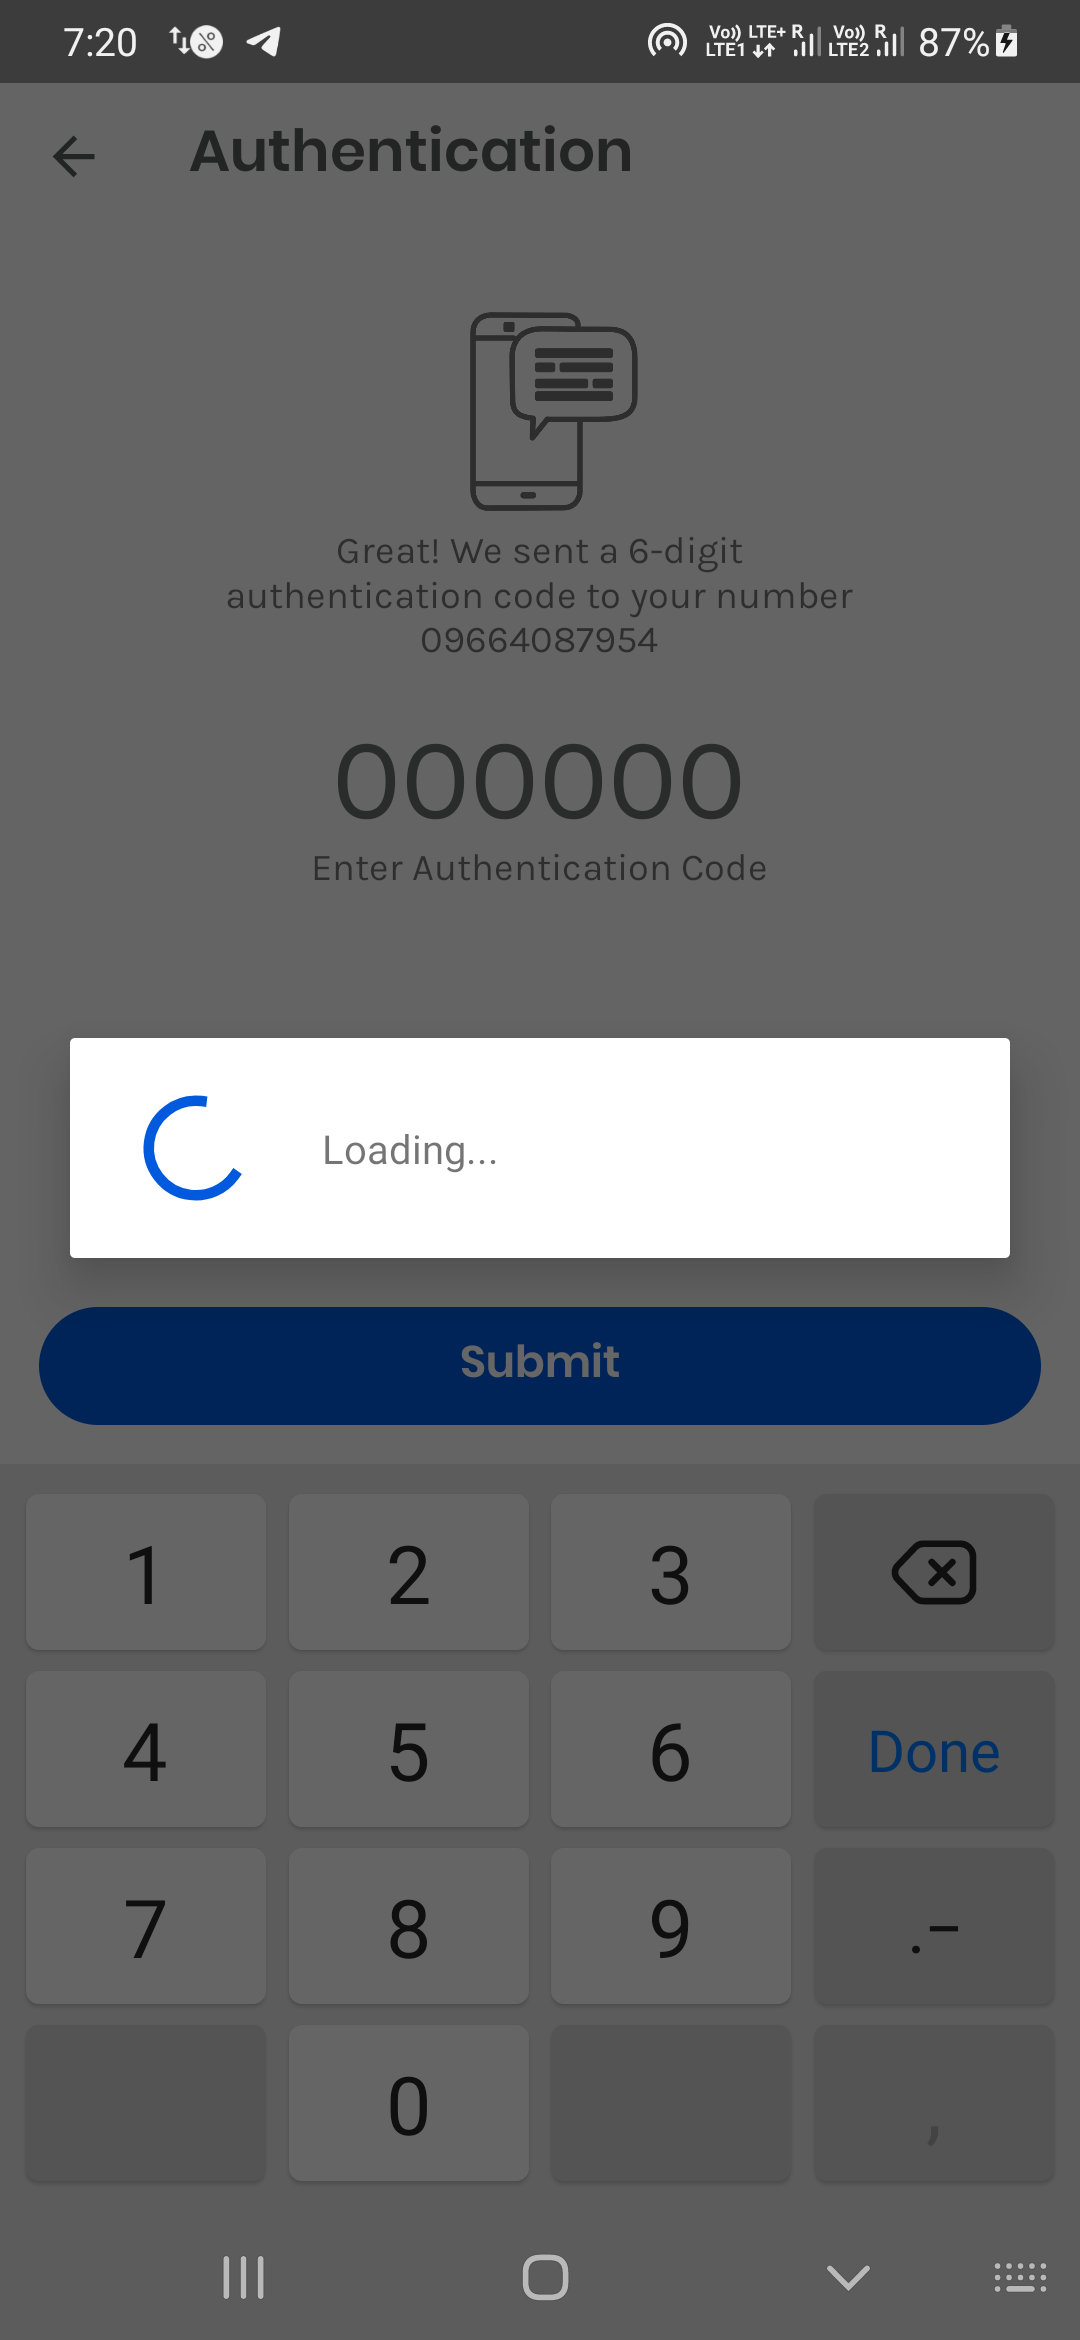 7:20
Vo)) LTE+ R Vo)) R 87%
LTE1 LTE2
Authentication
Great! We sent a 6-digit
authentication code to your number
09664087954
000000
Enter Authentication Code
Loading...
Submit
1 2 3
4 5 6 Done
7 8 9 .-
0 ,